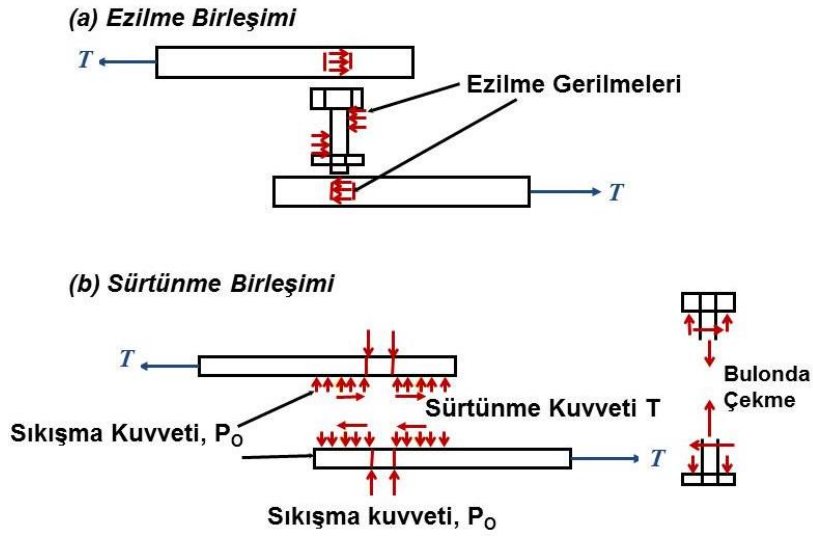 (a) Ezilme Birleşimi
T
Ezilme Gerilmeleri
T
(b) Sürtünme Birleşimi
T
Bulonda
Çekme
Sürtünme Kuvveti T
Sıkışma Kuvveti, PO
T
Sıkışma kuvveti, PO